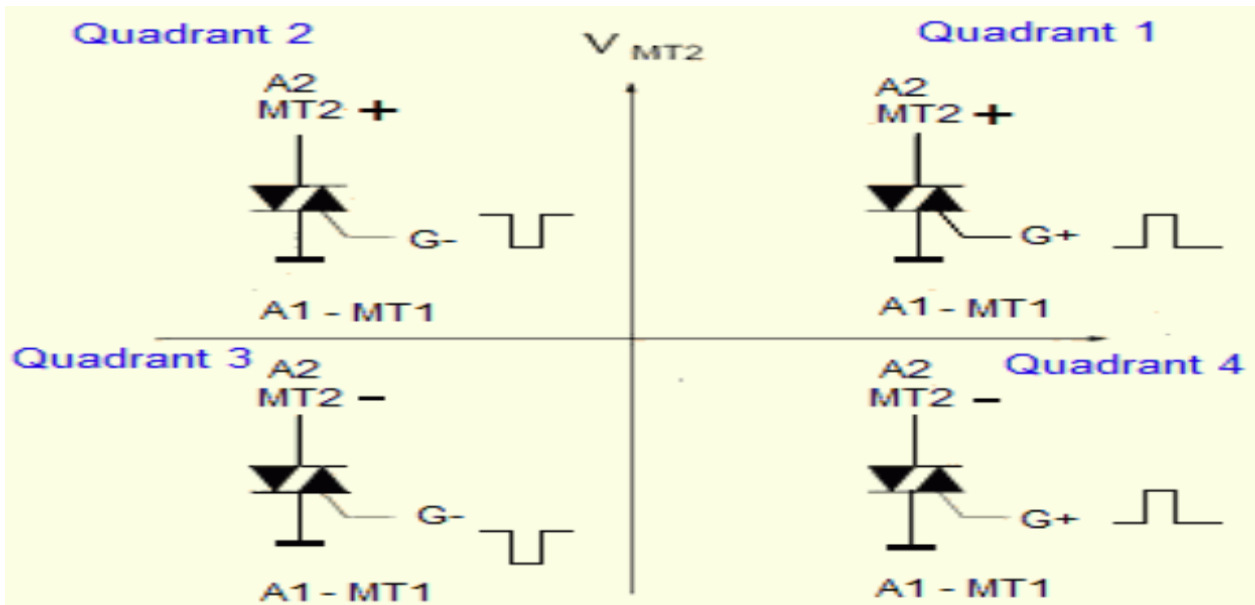 Quadrant 2
V MT2
Quadrant 1
A2
MT2 +
G-
A1 - MT1
A2
MT2 +
G+
A1 - MT1
Quadrant 3
A2
MT2 -
G-
A1 - MT1
Quadrant 4
A2
MT2 -
G+
A1 - MT1